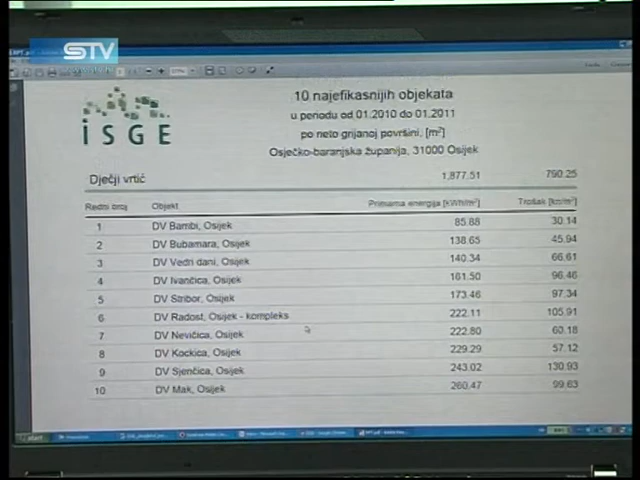 STV
iSGE
10 najefikasnijih objekata
u periodu od 01.2010 do 01.2011
po neto grijanoj površini, [m²]
Osječko-baranjska županija, 31000 Osijek
Dječji vrtić 1,877.51 790.25
Redni broj Objekt Primarna energija [kWh/m²] Trošak [kn/m²]
1 DV Bambi, Osijek 85.88 30.14
2 DV Bubamara, Osijek 138.65 45.94
3 DV Vedri dani, Osijek 140.34 66.61
4 DV Ivančica, Osijek 161.50 96.46
5 DV Stribor, Osijek 173.46 97.34
6 DV Radost, Osijek - kompleks 222.11 105.91
7 DV Nevičica, Osijek 222.80 60.18
8 DV Kockica, Osijek 229.29 57.12
9 DV Sjenčica, Osijek 243.02 130.93
10 DV Mak, Osijek 260.47 99.63
start